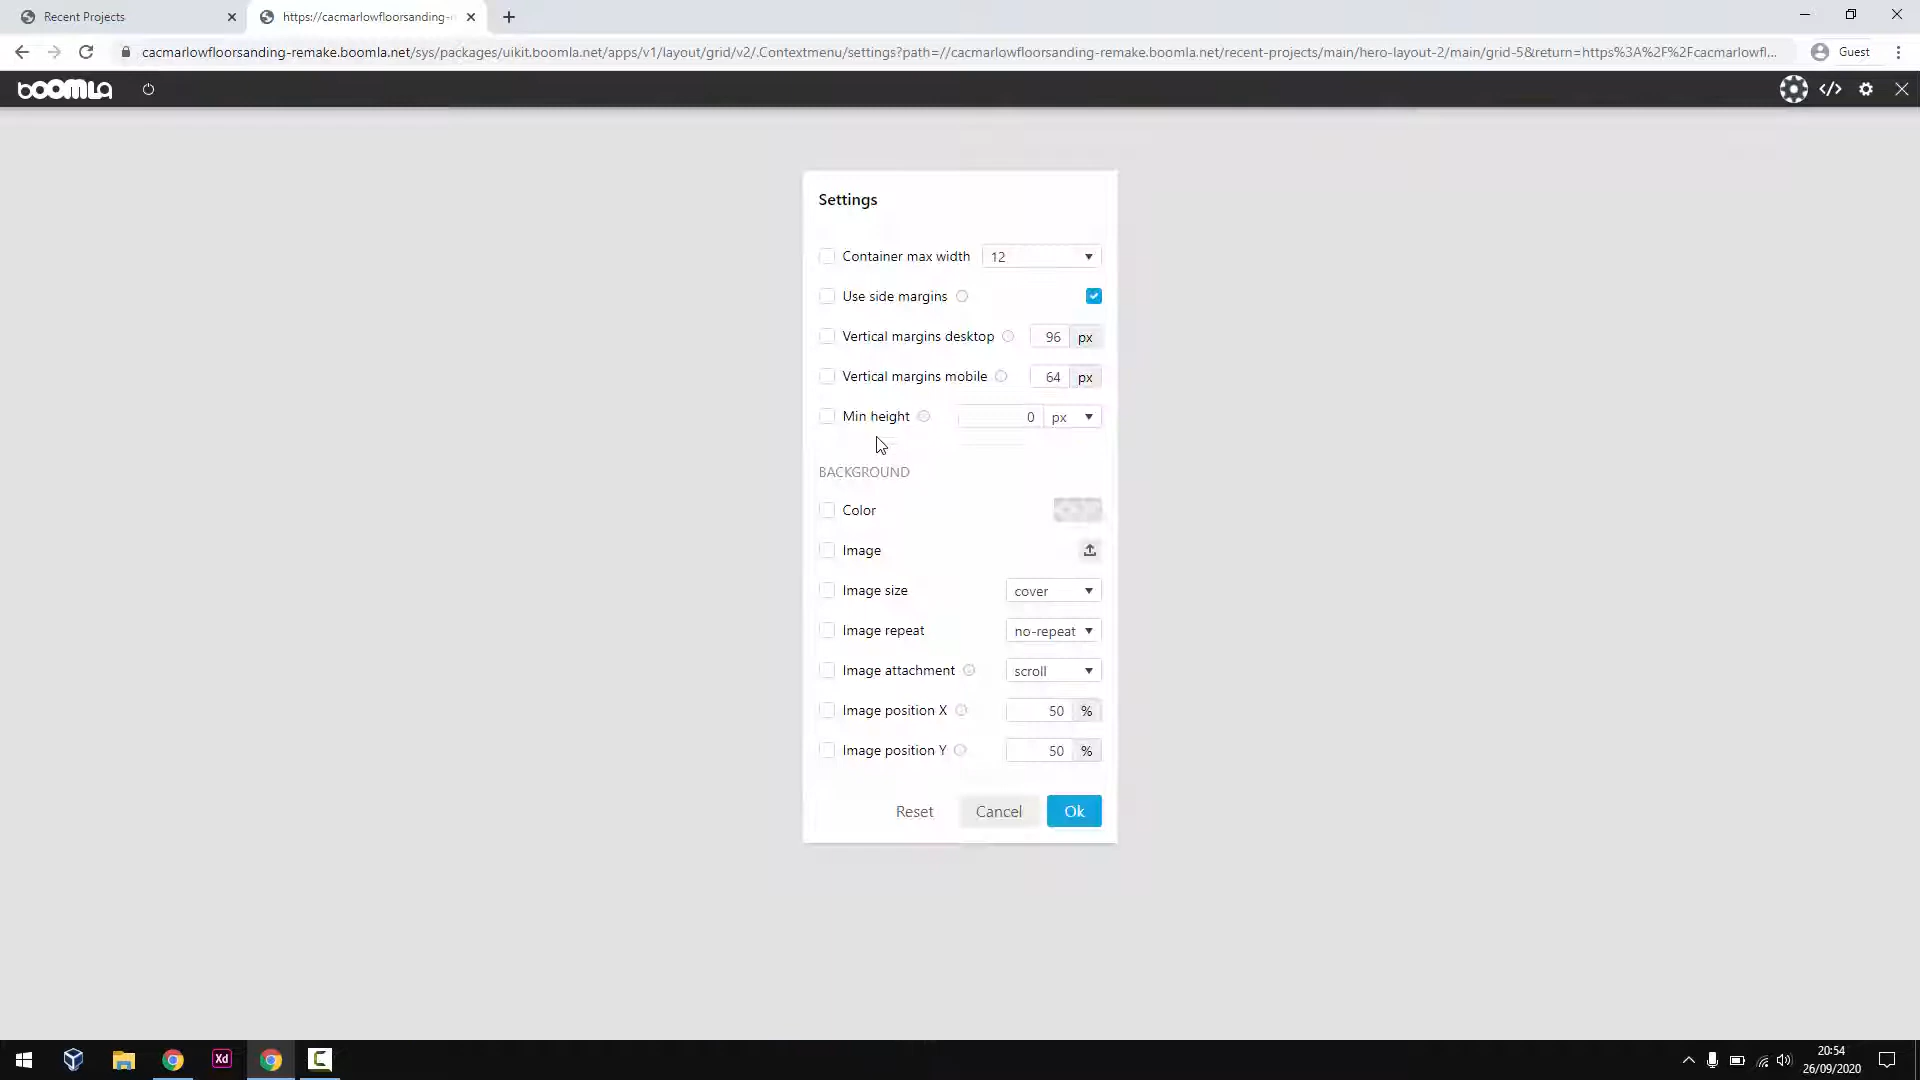 Recent Projects
https://cacmarlowfloorsanding-
cacmarlowfloorsanding-remake.boomla.net/sys/packages/uikit.boomla.net/apps/v1/layout/grid/v2/.Contextmenu/settings?path=//cacmarlowfloorsanding-remake.boomla.net/recent-projects/main/hero-layout-2/main/grid-5&return=https%3A%2F%2Fcacmarlowfl...
Guest
boomla
Settings
Container max width 12
Use side margins
Vertical margins desktop 96 px
Vertical margins mobile 64 px
Min height 0 px
BACKGROUND
Color
Image
Image size cover
Image repeat no-repeat
Image attachment scroll
Image position X 50 %
Image position Y 50 %
Reset Cancel Ok
Xd
20:54
26/09/2020